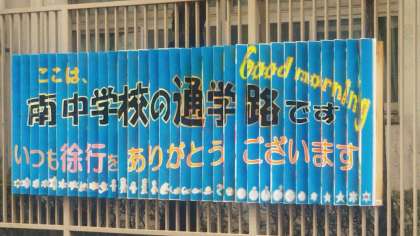 ここは、
Good morning
南中学校の通学路です
いつも徐行をありがとうございます